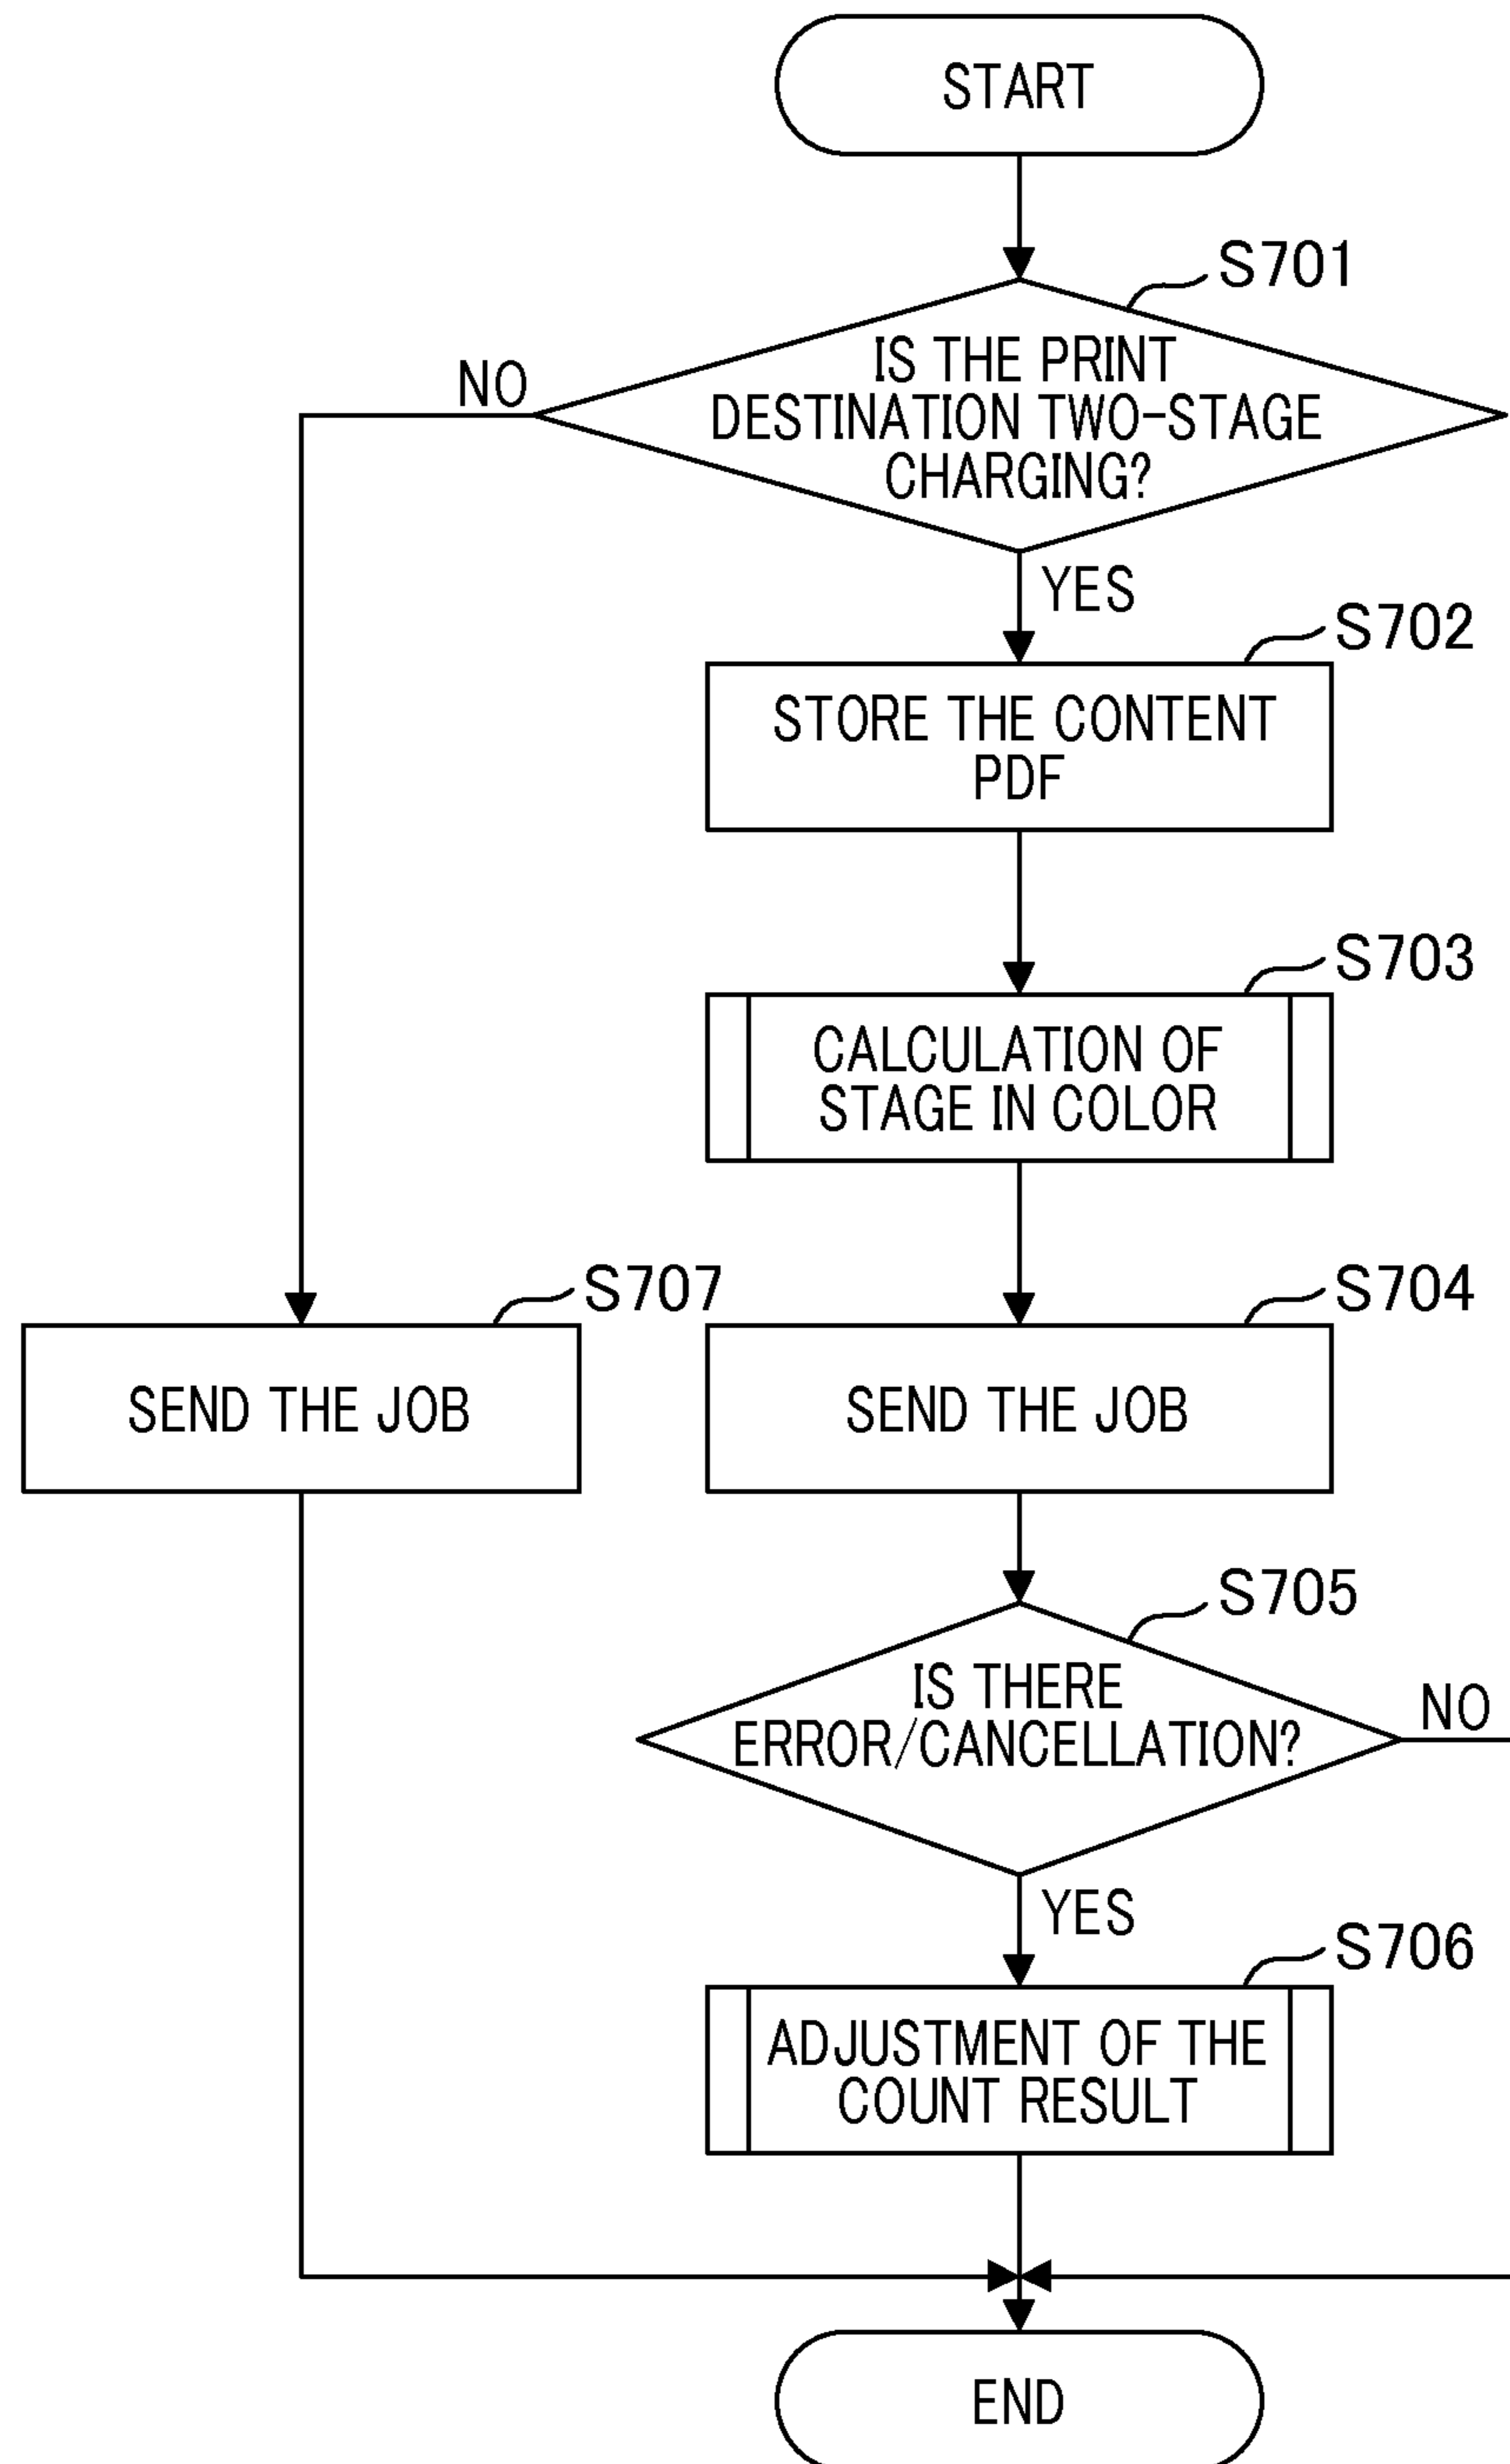 START
S701
IS THE PRINT
DESTINATION TWO-STAGE
CHARGING?
NO
YES
S702
STORE THE CONTENT
PDF
S703
CALCULATION OF
STAGE IN COLOR
S707
SEND THE JOB
S704
SEND THE JOB
S705
IS THERE
ERROR/CANCELLATION?
NO
YES
S706
ADJUSTMENT OF THE
COUNT RESULT
END